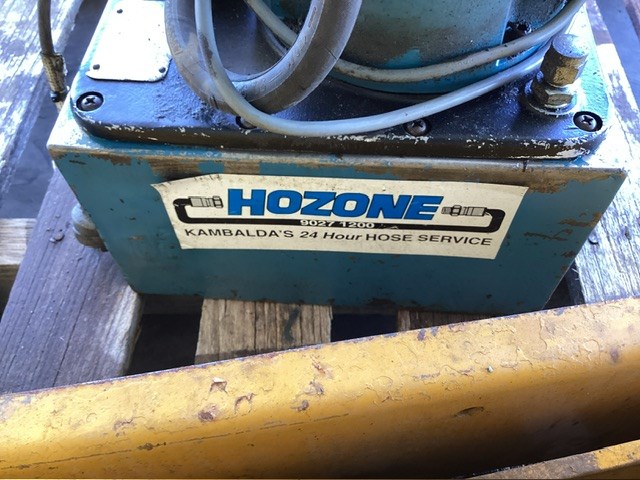 HOZONE
9027 1200
KAMBALDA'S 24 Hour HOSE SERVICE